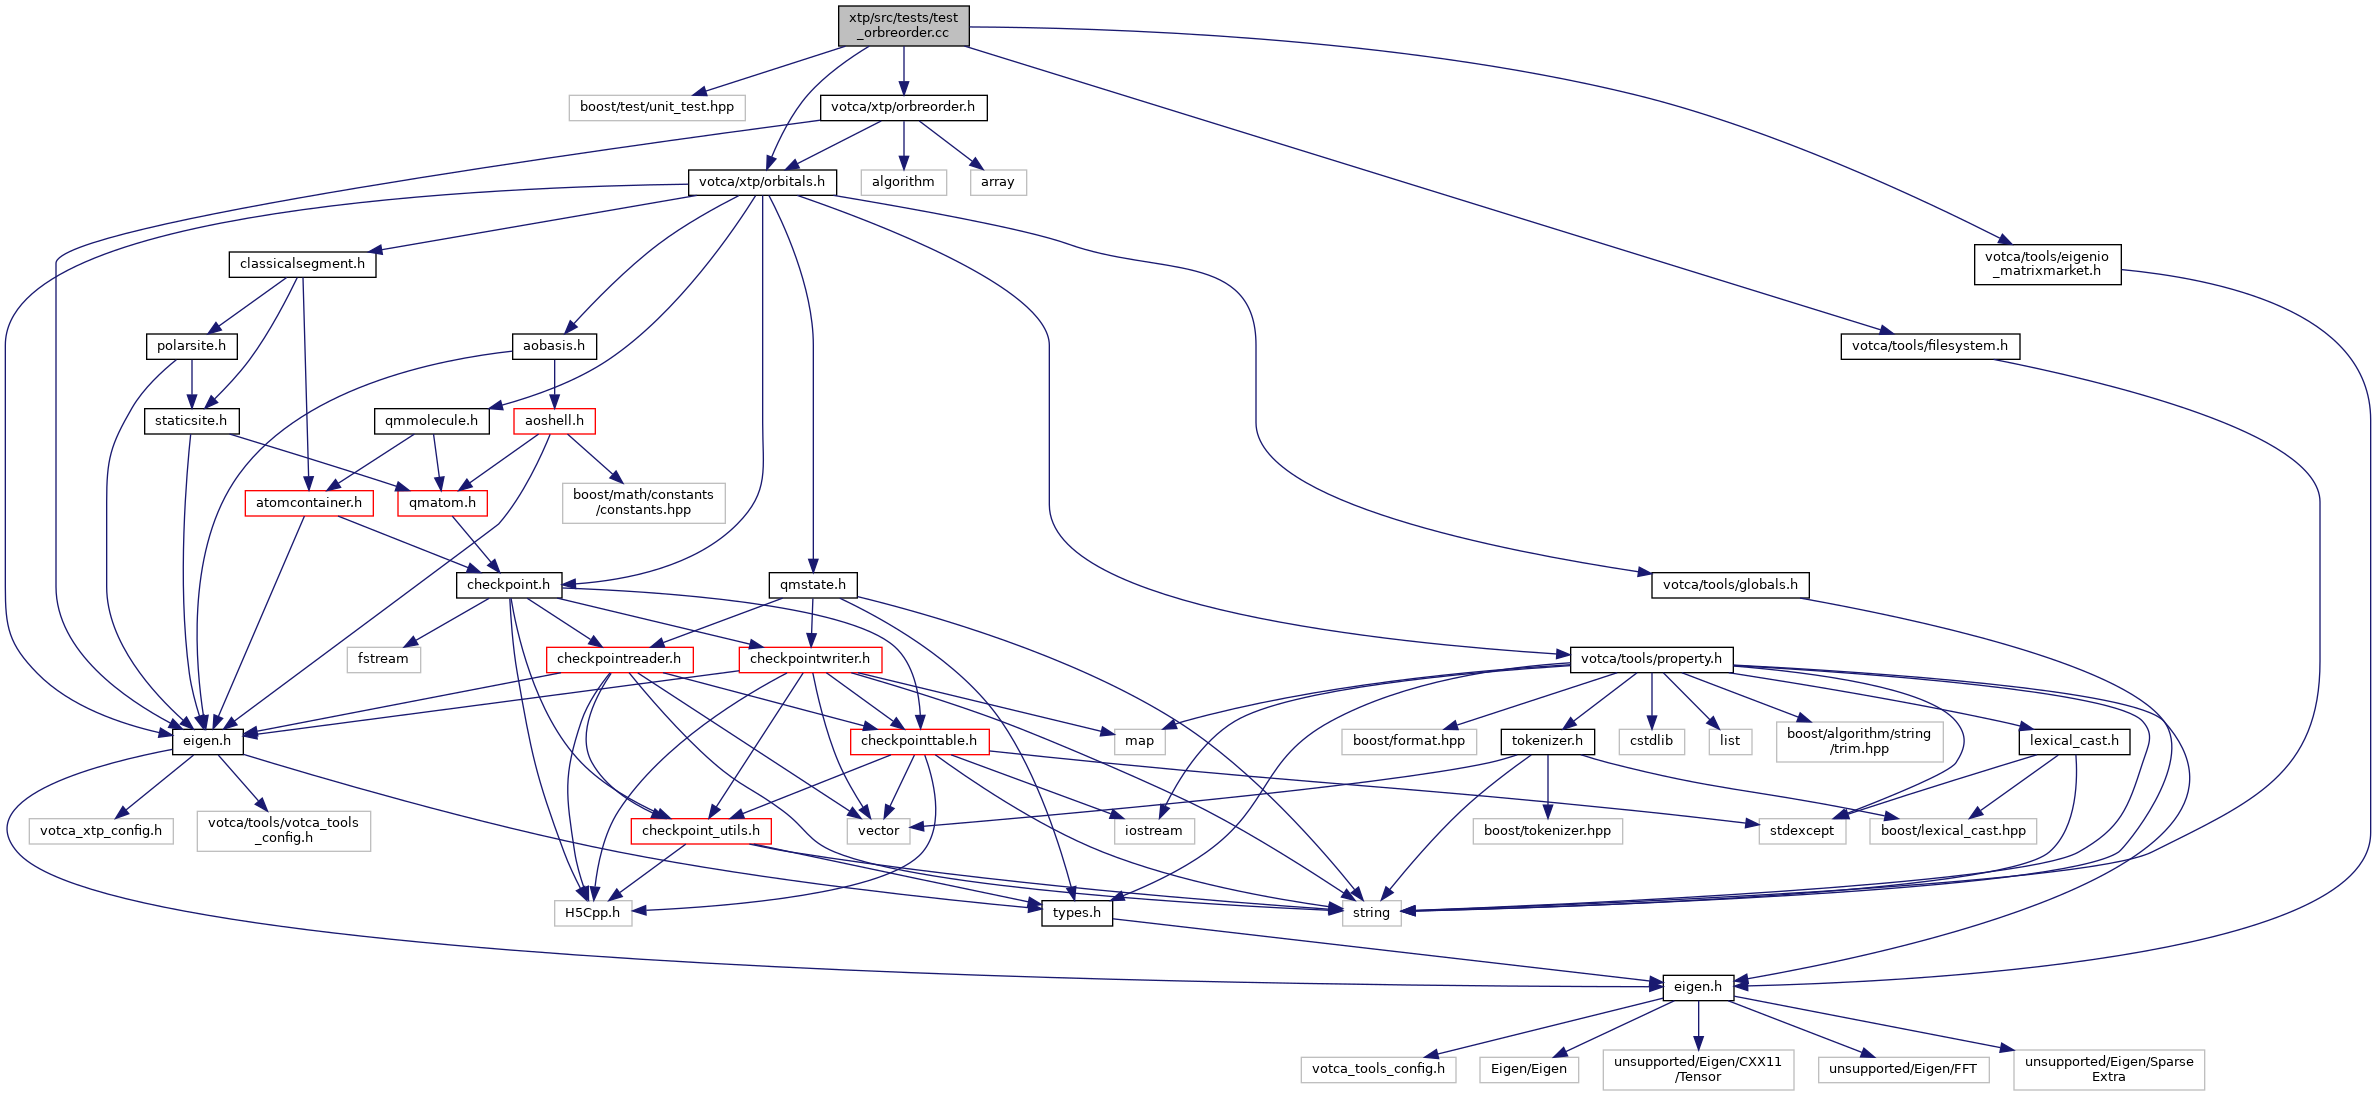 xtp/src/tests/test
_orbreorder.cc
boost/test/unit_test.hpp
votca/xtp/orbreorder.h
votca/xtp/orbitals.h
algorithm
array
classicalsegment.h
votca/tools/eigenio
_matrixmarket.h
polarsite.h
aobasis.h
votca/tools/filesystem.h
staticsite.h
qmmolecule.h
aoshell.h
atomcontainer.h
qmatom.h
boost/math/constants
/constants.hpp
checkpoint.h
qmstate.h
votca/tools/globals.h
fstream
checkpointreader.h
checkpointwriter.h
votca/tools/property.h
eigen.h
checkpointtable.h
map
boost/format.hpp
tokenizer.h
cstdlib
list
boost/algorithm/string
/trim.hpp
lexical_cast.h
votca_xtp_config.h
votca/tools/votca_tools
_config.h
checkpoint_utils.h
vector
iostream
boost/tokenizer.hpp
stdexcept
boost/lexical_cast.hpp
H5Cpp.h
types.h
string
eigen.h
votca_tools_config.h
Eigen/Eigen
unsupported/Eigen/CXX11
/Tensor
unsupported/Eigen/FFT
unsupported/Eigen/Sparse
Extra